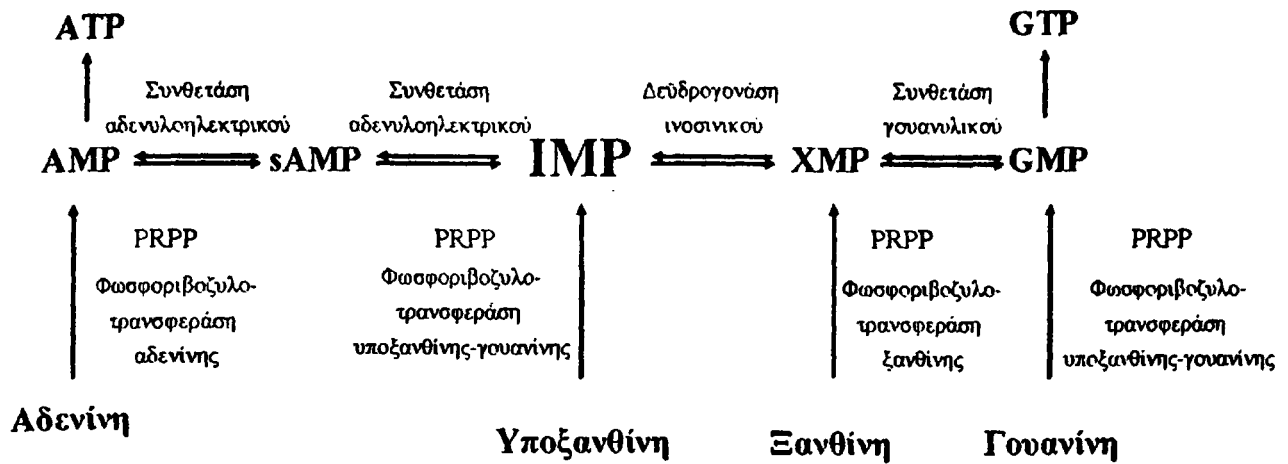 ATP
GTP
Συνθετάση
αδενυλοηλεκτρικού
Συνθετάση
αδενυλοηλεκτρικού
Δεϋδρογονάση
ινοσινικού
Συνθετάση
γουανυλικού
AMP
sAMP
IMP
XMP
GMP
PRPP
Φωσφοριβοζυλο-
τρανσφεράση
αδενίνης
PRPP
Φωσφοριβοζυλο-
τρανσφεράση
υποξανθίνης-γουανίνης
PRPP
Φωσφοριβοζυλο-
τρανσφεράση
ξανθίνης
PRPP
Φωσφοριβοζυλο-
τρανσφεράση
υποξανθίνης-γουανίνης
Αδενίνη
Υποξανθίνη
Ξανθίνη
Γουανίνη